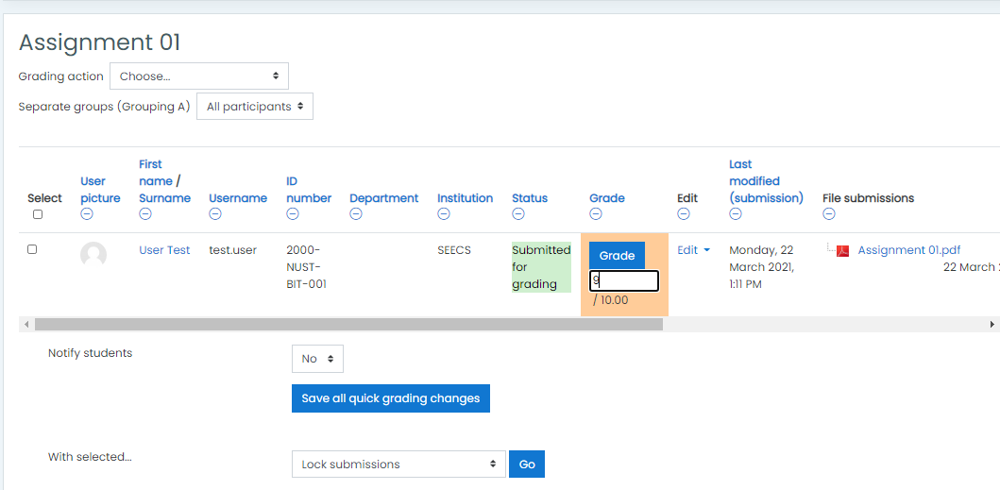 Assignment 01
Grading action Choose...
Separate groups (Grouping A) All participants
Select
User picture
First name / Surname
Username
ID number
Department
Institution
Status
Grade
Edit
Last modified (submission)
File submissions
User Test
test.user
2000-
NUST-
BIT-001
SEECS
Submitted
for
grading
Grade
9
/ 10.00
Edit
Monday, 22
March 2021,
1:11 PM
Assignment 01.pdf
22 March
Notify students No
Save all quick grading changes
With selected... Lock submissions Go